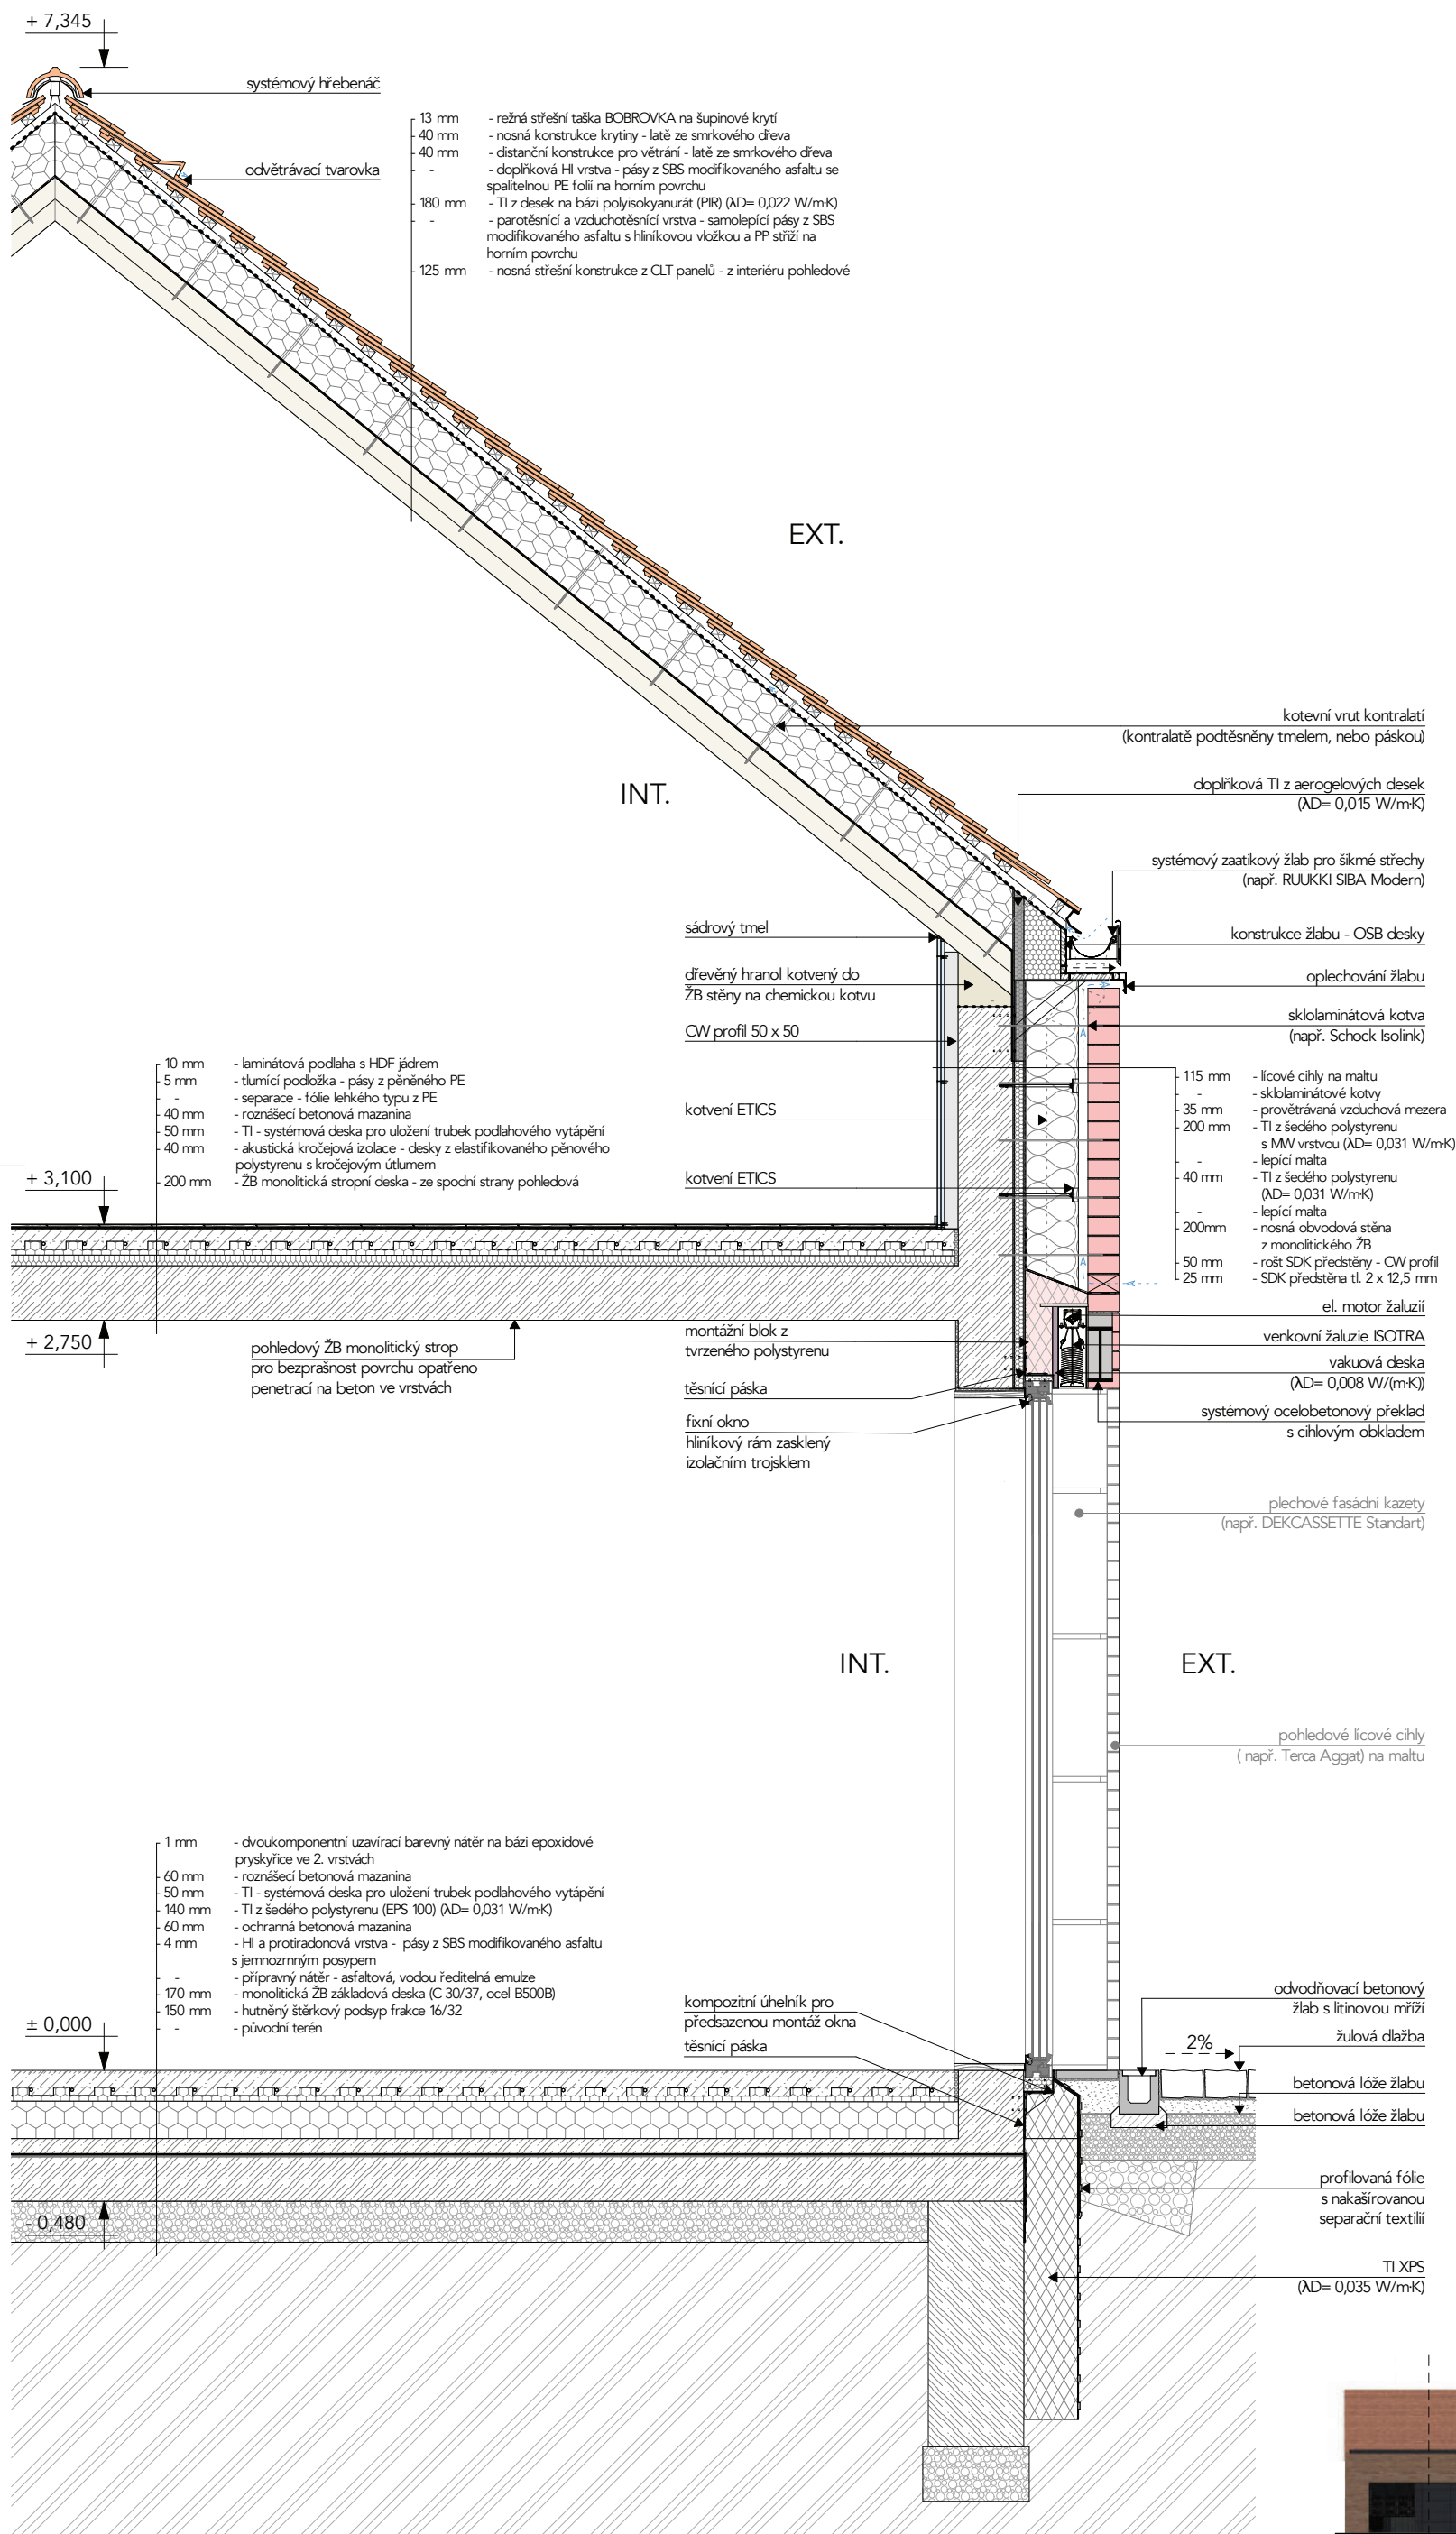 + 7,345
systémový hřebenáč
odvětrávací tvarovka
13 mm - režná střešní taška BOBROVKA na šupinové krytí
40 mm - nosná konstrukce krytiny - latě ze smrkového dřeva
40 mm - distanční konstrukce pro větrání - latě ze smrkového dřeva
- - doplňková HI vrstva - pásy z SBS modifikovaného asfaltu se
spalitelnou PE folií na horním povrchu
180 mm - TI z desek na bázi polyisokyanurát (PIR) (λD= 0,022 W/m·K)
- - parotěsnící a vzduchotěsnící vrstva - samolepící pásy z SBS
modifikovaného asfaltu s hliníkovou vložkou a PP střiží na
horním povrchu
125 mm - nosná střešní konstrukce z CLT panelů - z interiéru pohledové
EXT.
INT.
kotevní vrut kontralatí
(kontralatě podtěsněny tmelem, nebo páskou)
doplňková TI z aerogelových desek
(λD= 0,015 W/m·K)
systémový zaatikový žlab pro šikmé střechy
(např. RUUKKI SIBA Modern)
konstrukce žlabu - OSB desky
oplechování žlabu
sklolaminátová kotva
(např. Schock Isolink)
sádrový tmel
dřevěný hranol kotvený do
ŽB stěny na chemickou kotvu
CW profil 50 x 50
kotvení ETICS
kotvení ETICS
10 mm - laminátová podlaha s HDF jádrem
5 mm - tlumící podložka - pásy z pěněného PE
- - separace - fólie lehkého typu z PE
40 mm - roznášecí betonová mazanina
50 mm - TI - systémová deska pro uložení trubek podlahového vytápění
40 mm - akustická kročejová izolace - desky z elastifikovaného pěnového
polystyrenu s kročejovým útlumem
200 mm - ŽB monolitická stropní deska - ze spodní strany pohledová
+ 3,100
+ 2,750
115 mm - lícové cihly na maltu
- - sklolaminátové kotvy
35 mm - provětrávaná vzduchová mezera
200 mm - TI z šedého polystyrenu
s MW vrstvou (λD= 0,031 W/m·K)
- - lepící malta
40 mm - TI z šedého polystyrenu
(λD= 0,031 W/m·K)
- - lepící malta
200mm - nosná obvodová stěna
z monolitického ŽB
50 mm - rošt SDK předstěny - CW profil
25 mm - SDK předstěna tl. 2 x 12,5 mm
pohledový ŽB monolitický strop
pro bezprašnost povrchu opatřeno
penetrací na beton ve vrstvách
montážní blok z
tvrzeného polystyrenu
těsnící páska
fixní okno
hliníkový rám zasklený
izolačním trojsklem
el. motor žaluzií
venkovní žaluzie ISOTRA
vakuová deska
(λD= 0,008 W/(m·K))
systémový ocelobetonový překlad
s cihlovým obkladem
plechové fasádní kazety
(např. DEKCASSETTE Standart)
INT.
EXT.
pohledové lícové cihly
( např. Terca Aggat) na maltu
1 mm - dvoukomponentní uzavírací barevný nátěr na bázi epoxidové
pryskyřice ve 2. vrstvách
60 mm - roznášecí betonová mazanina
50 mm - TI - systémová deska pro uložení trubek podlahového vytápění
140 mm - TI z šedého polystyrenu (EPS 100) (λD= 0,031 W/m·K)
60 mm - ochranná betonová mazanina
4 mm - HI a protiradonová vrstva - pásy z SBS modifikovaného asfaltu
s jemnozrnným posypem
- - přípravný nátěr - asfaltová, vodou ředitelná emulze
170 mm - monolitická ŽB základová deska (C 30/37, ocel B500B)
150 mm - hutněný štěrkový podsyp frakce 16/32
- - původní terén
± 0,000
- 0,480
kompozitní úhelník pro
předsazenou montáž okna
těsnící páska
odvodňovací betonový
žlab s litinovou mříží
2%
žulová dlažba
betonová lóže žlabu
betonová lóže žlabu
profilovaná fólie
s nakašírovanou
separační textilií
TI XPS
(λD= 0,035 W/m·K)